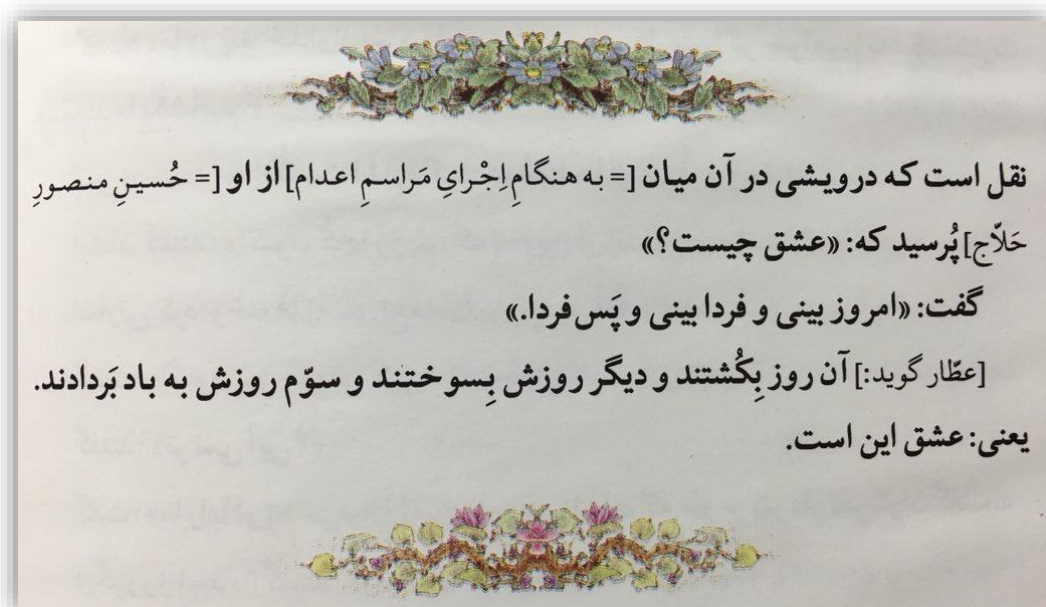 نقل است که درویشی در آن میان [= به هنگامِ اِجْرایِ مَراسمِ اعدام] از او [= حُسینِ منصورِ
حَلّاج] پُرسید که: «عشق چیست؟»
گفت: «امروز بینی و فردا بینی و پَس فردا.»
[عطّار گوید:] آن روز بِکُشتند و دیگر روزش بِسوختند و سوّم روزش به باد بَردادند.
یعنی: عشق این است.